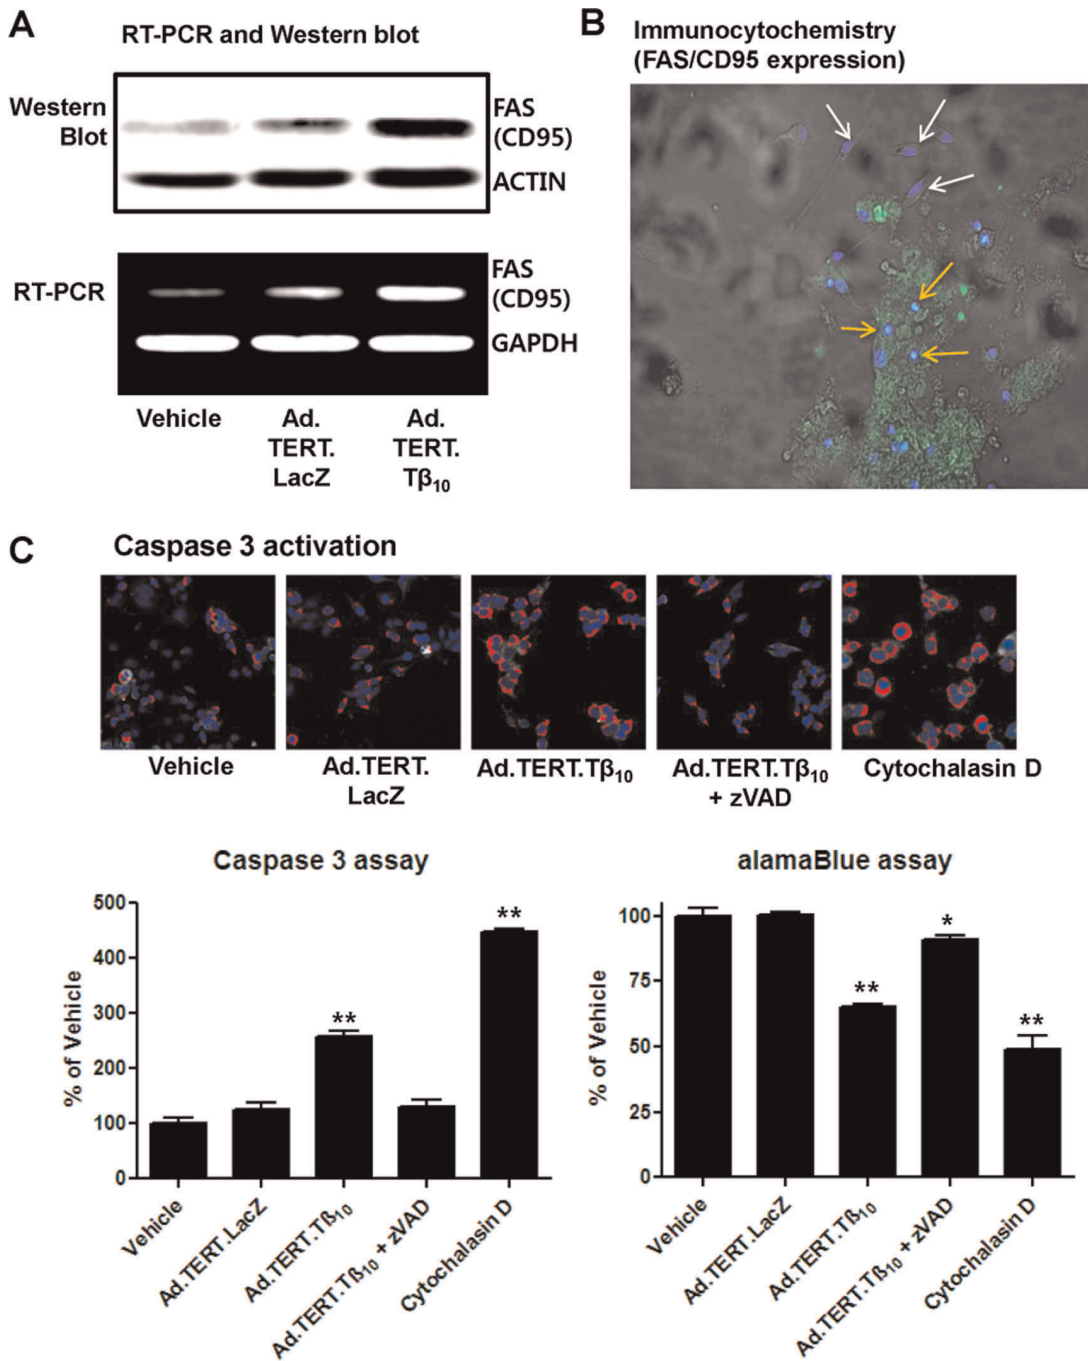 A
RT-PCR and Western blot
Western
Blot
FAS
(CD95)
ACTIN
RT-PCR
FAS
(CD95)
GAPDH
Vehicle
Ad.
TERT.
LacZ
Ad.
TERT.
Tβ₁₀
B
Immunocytochemistry
(FAS/CD95 expression)
C
Caspase 3 activation
Vehicle
Ad.TERT.
LacZ
Ad.TERT.Tβ₁₀
Ad.TERT.Tβ₁₀
+ zVAD
Cytochalasin D
Caspase 3 assay
% of Vehicle
500
400
300
200
100
0
**
**
Vehicle
Ad.TERT.LacZ
Ad.TERT.Tß₁₀
Ad.TERT.Tß₁₀ + zVAD
Cytochalasin D
alamaBlue assay
% of Vehicle
100
75
50
25
0
**
*
**
Vehicle
Ad.TERT.LacZ
Ad.TERT.Tß₁₀
Ad.TERT.Tß₁₀ + zVAD
Cytochalasin D